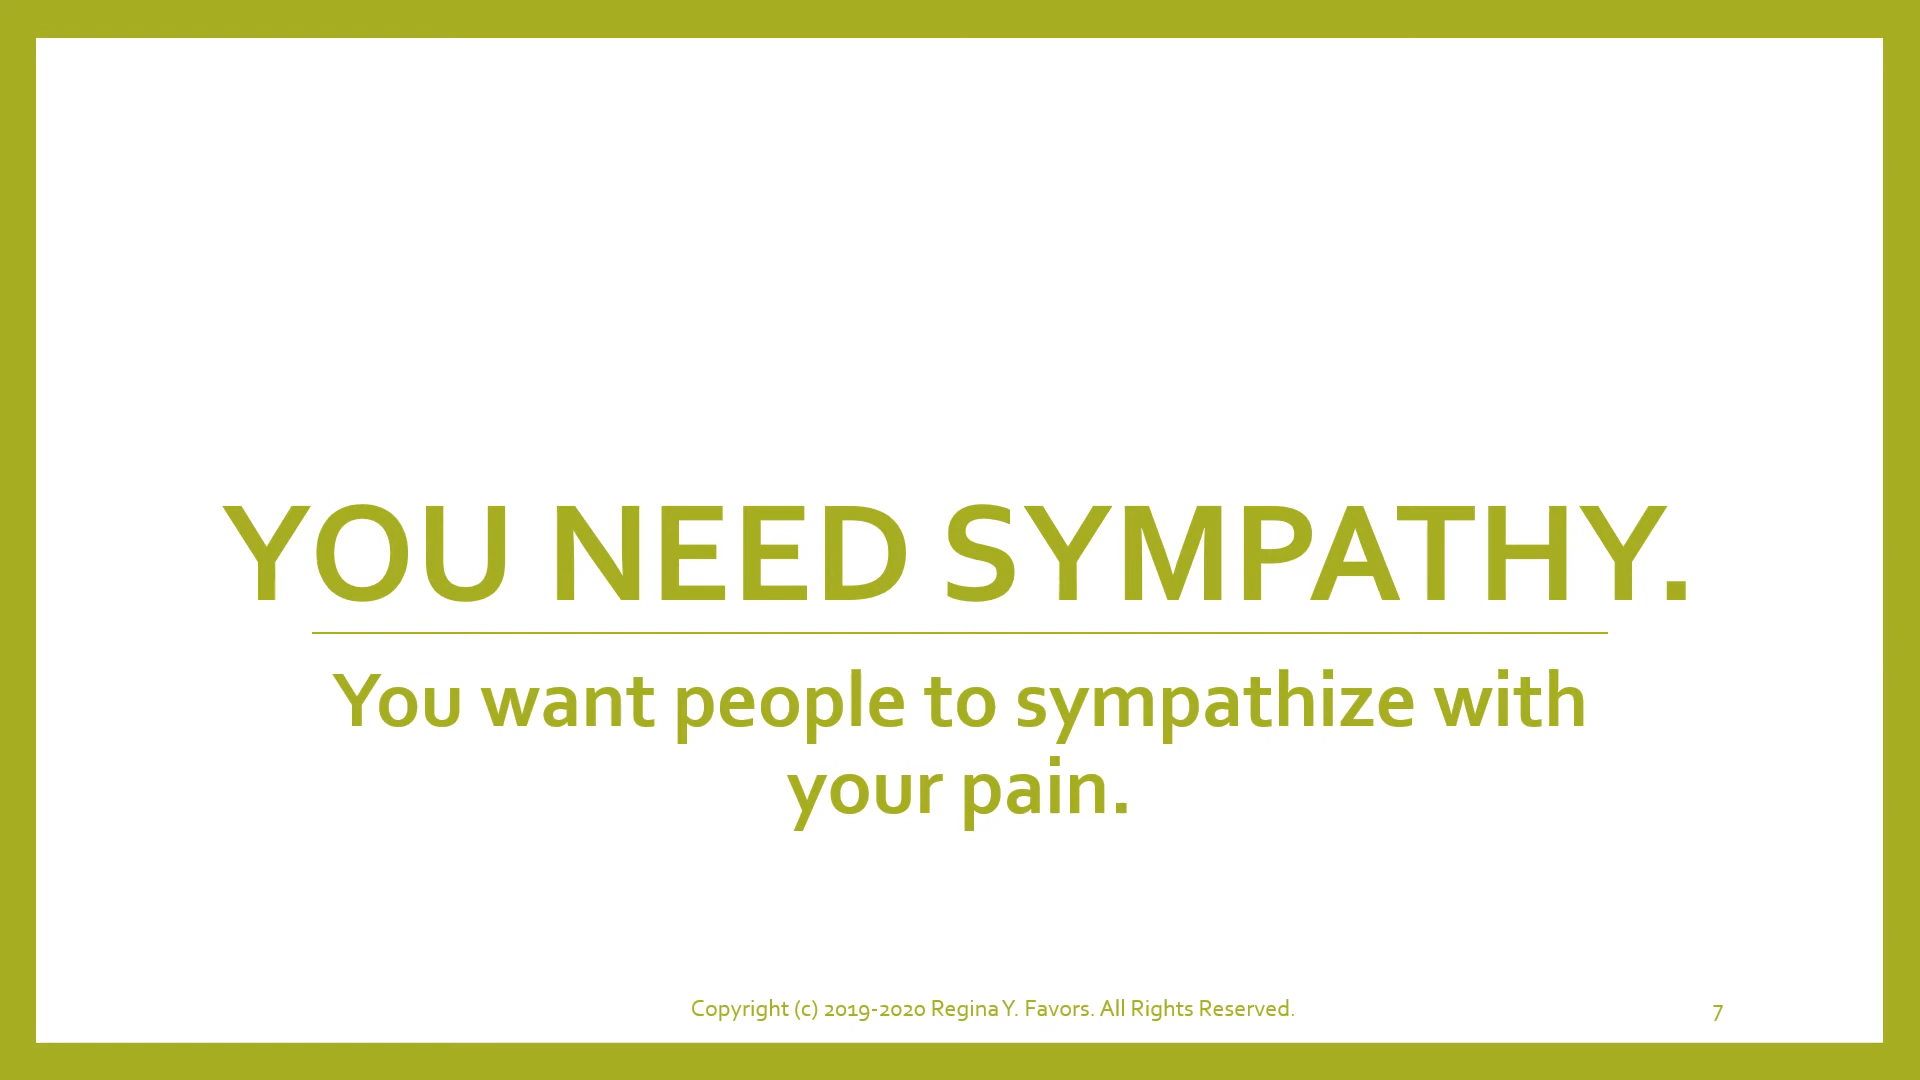 YOU NEED SYMPATHY.
You want people to sympathize with
your pain.
Copyright (c) 2019-2020 Regina Y. Favors. All Rights Reserved.
7